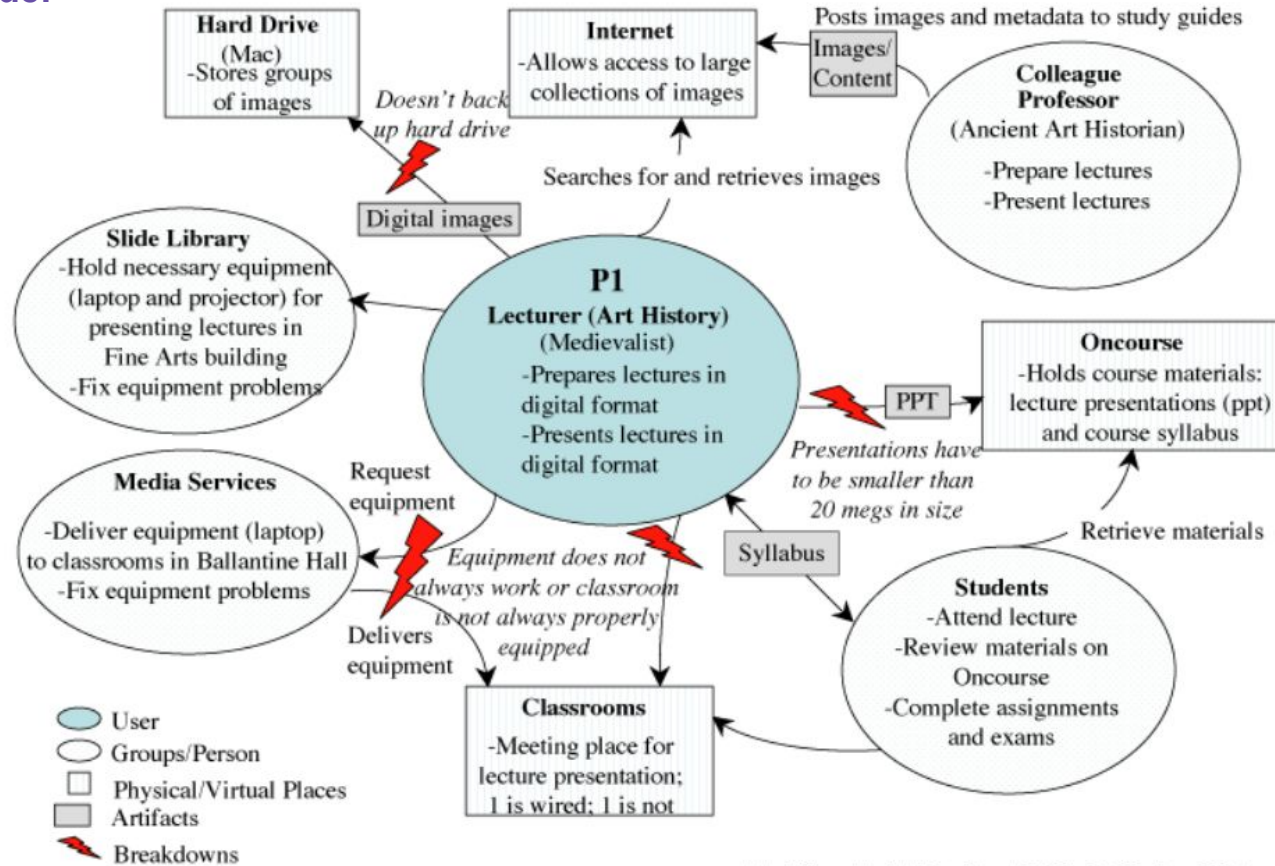 Hard Drive
(Mac)
-Stores groups
of images
Internet
-Allows access to large
collections of images
Posts images and metadata to study guides
Images/
Content
Colleague
Professor
(Ancient Art Historian)
-Prepare lectures
-Present lectures
Doesn't back
up hard drive
Digital images
Searches for and retrieves images
Slide Library
-Hold necessary equipment
(laptop and projector) for
presenting lectures in
Fine Arts building
-Fix equipment problems
P1
Lecturer (Art History)
(Medievalist)
-Prepares lectures in
digital format
-Presents lectures in
digital format
PPT
Oncourse
-Holds course materials:
lecture presentations (ppt)
and course syllabus
Presentations have
to be smaller than
20 megs in size
Media Services
-Deliver equipment (laptop)
to classrooms in Ballantine Hall
-Fix equipment problems
Request
equipment
Equipment does not
always work or classroom
is not always properly
equipped
Delivers
equipment
Syllabus
Retrieve materials
Students
-Attend lecture
-Review materials on
Oncourse
-Complete assignments
and exams
Classrooms
-Meeting place for
lecture presentation;
1 is wired; 1 is not
User
Groups/Person
Physical/Virtual Places
Artifacts
Breakdowns